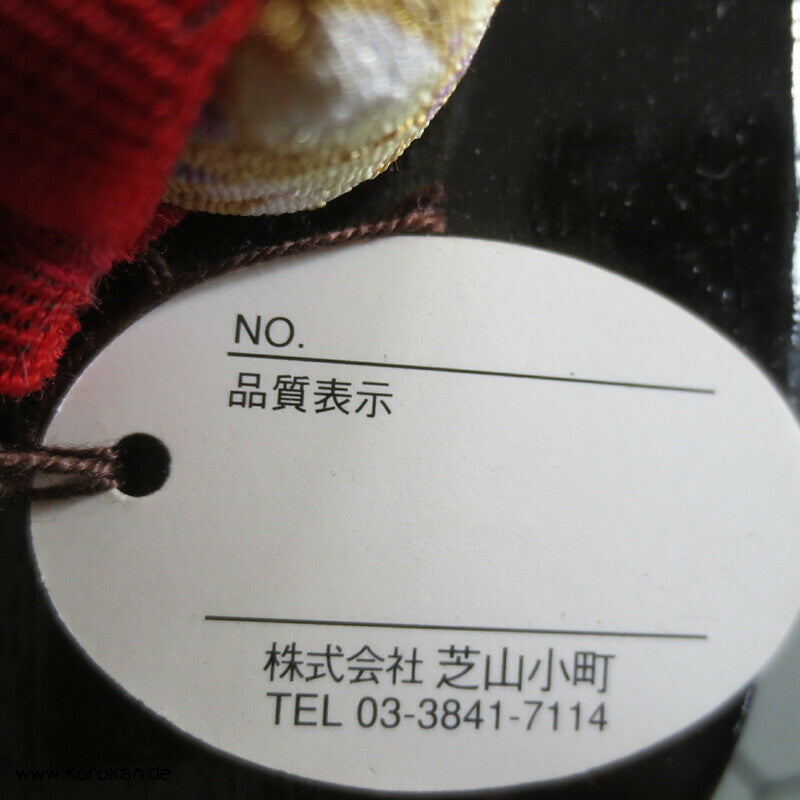 NO.
品質表示
株式会社 芝山小町
TEL 03-3841-7114
www.korokan.de